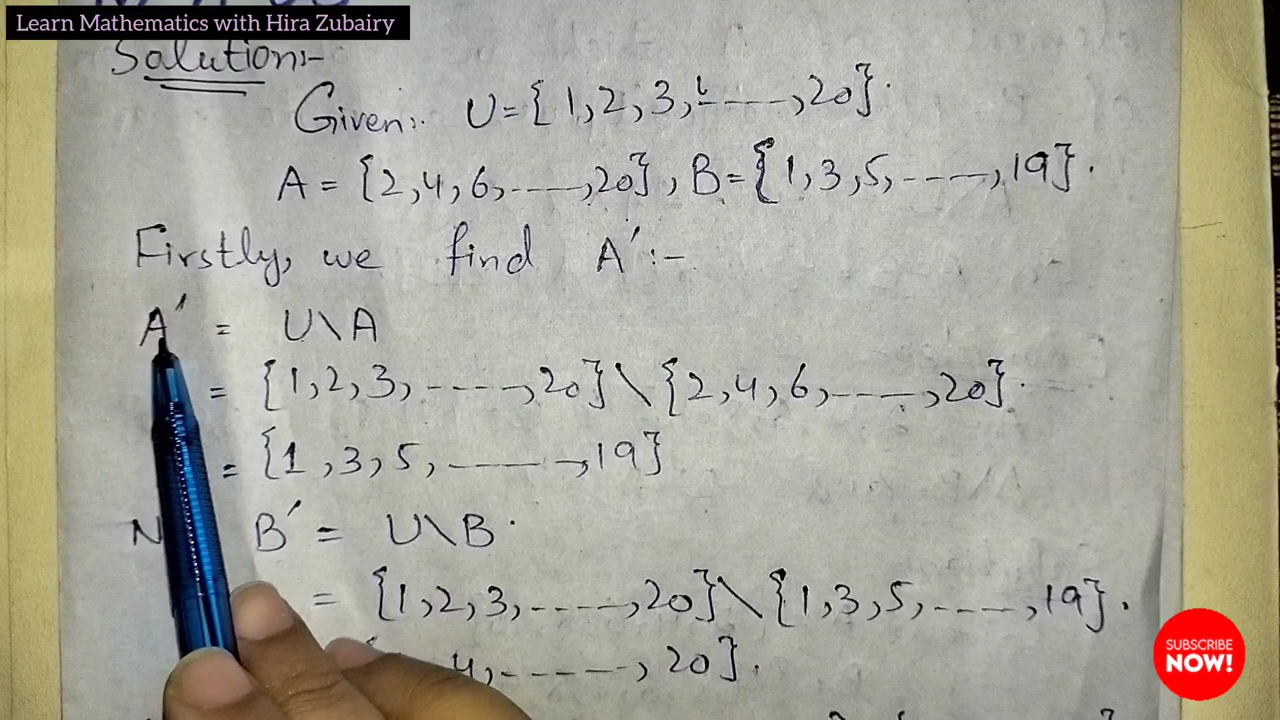 Learn Mathematics with Hira Zubairy
Solution:-
Given:- U = { 1, 2, 3, 4 -----, 20 }.
A = {2, 4, 6, -----, 20}, B = {1, 3, 5, -----, 19}.
Firstly, we find A′ :-
A′ = U \ A
= {1, 2, 3, -----, 20} \ {2, 4, 6, -----, 20}.
= {1, 3, 5, -----, 19}
B′ = U \ B.
= {1, 2, 3, -----, 20} \ {1, 3, 5, -----, 19}.
4, -----, 20}.
SUBSCRIBE
NOW!